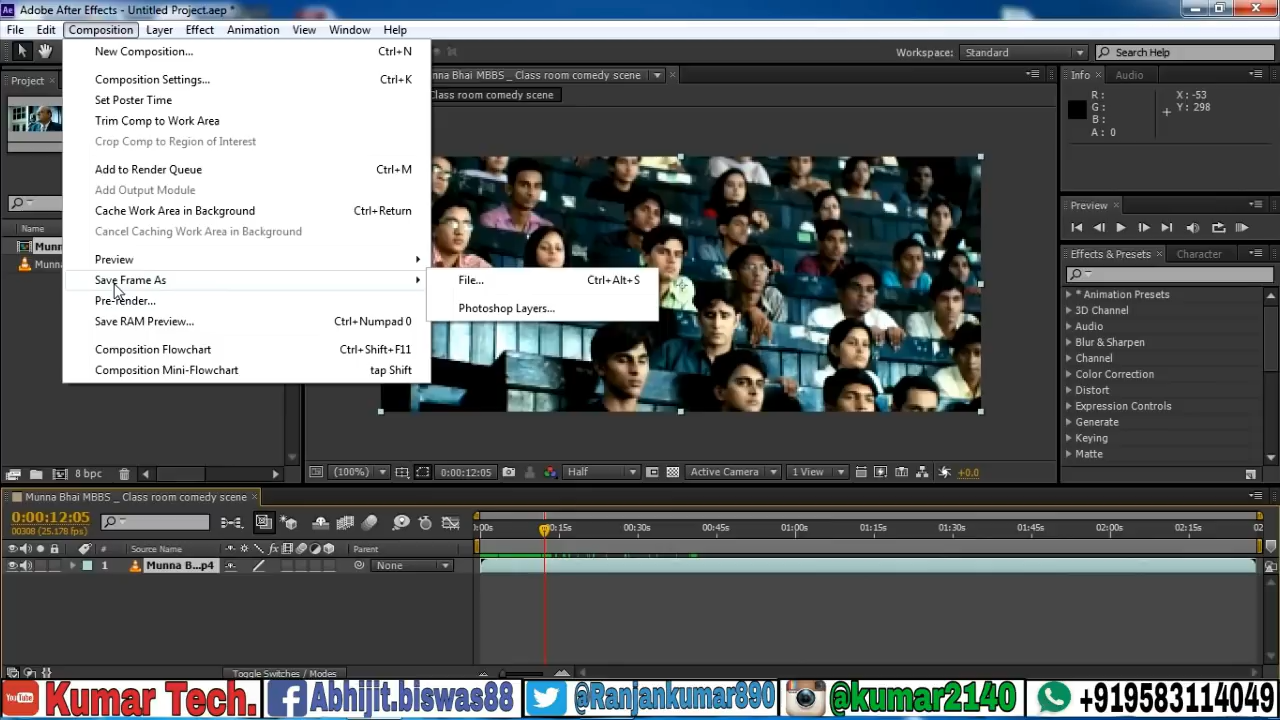 Ae Adobe After Effects - Untitled Project.aep *
File Edit Composition Layer Effect Animation View Window Help
Workspace: Standard Search Help
New Composition... Ctrl+N
Composition Settings... Ctrl+K
Set Poster Time
Trim Comp to Work Area
Crop Comp to Region of Interest
Add to Render Queue Ctrl+M
Add Output Module
Cache Work Area in Background Ctrl+Return
Cancel Caching Work Area in Background
Preview
Save Frame As
Pre-render...
Save RAM Preview... Ctrl+Numpad 0
Composition Flowchart Ctrl+Shift+F11
Composition Mini-Flowchart tap Shift
File... Ctrl+Alt+S
Photoshop Layers...
Project
Name
Munn
Munn
8 bpc
nna Bhai MBBS _ Class room comedy scene
Class room comedy scene
(100%) 0:00:12:05 Half Active Camera 1 View +0.0
Info Audio
R : X : -53
G : Y : 298
B :
A : 0
Preview
Effects & Presets Character
* Animation Presets
3D Channel
Audio
Blur & Sharpen
Channel
Color Correction
Distort
Expression Controls
Generate
Keying
Matte
Munna Bhai MBBS _ Class room comedy scene
0:00:12:05
00308 (25.178 fps)
:00s 0:15s 00:30s 00:45s 01:00s 01:15s 01:30s 01:45s 02:00s 02:15s 02
# Source Name Parent
1 Munna B...p4 None
Toggle Switches / Modes
You Tube Kumar Tech. Abhijit.biswas88 @Ranjankumar890 @kumar2140 +919583114049